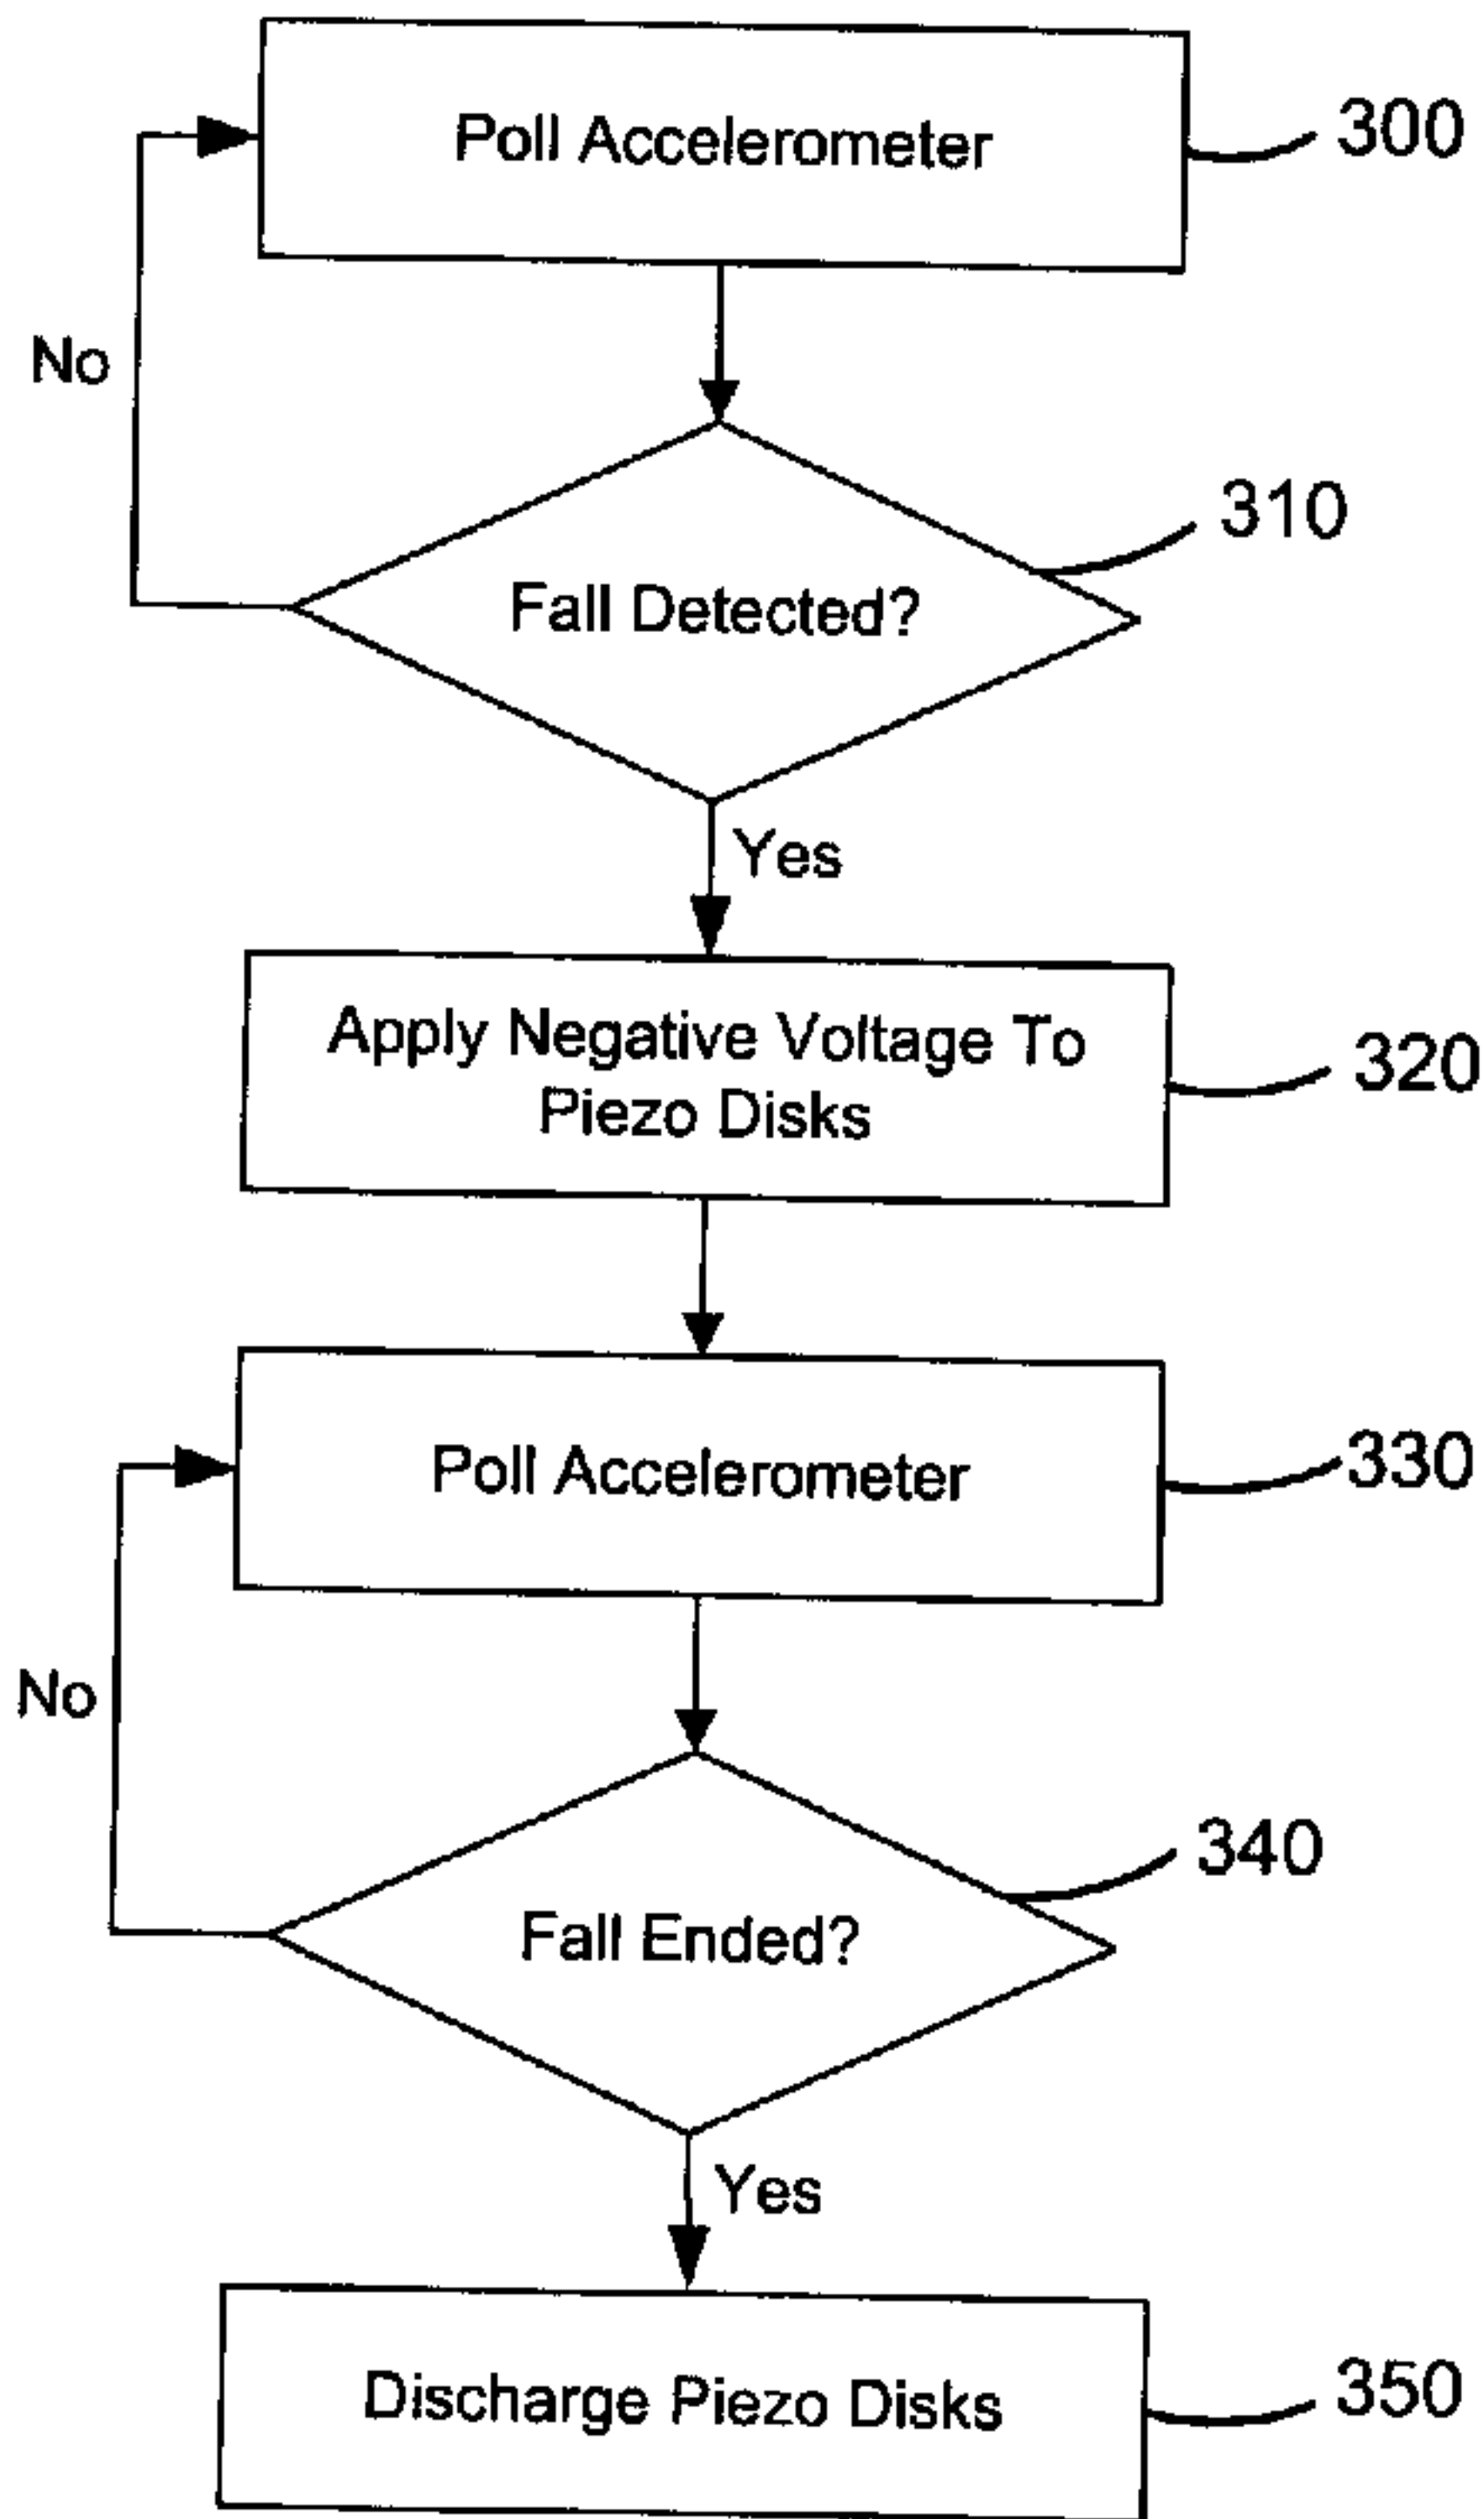 Poll Accelerometer
300
No
310
Fall Detected?
Yes
Apply Negative Voltage To
Piezo Disks
320
Poll Accelerometer
330
No
340
Fall Ended?
Yes
Discharge Piezo Disks
350